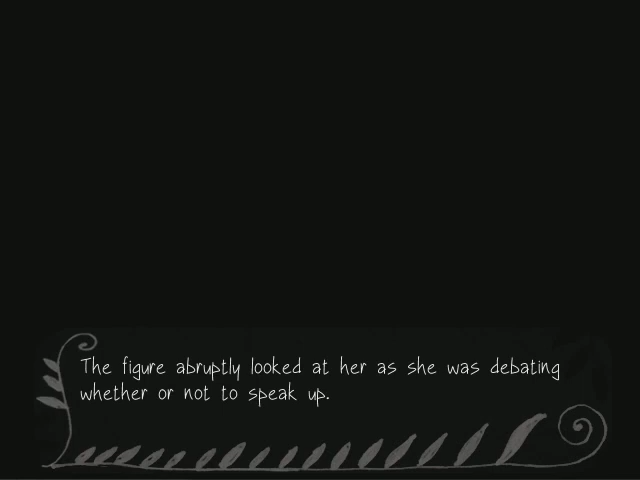 The figure abruptly looked at her as she was debating
whether or not to speak up.